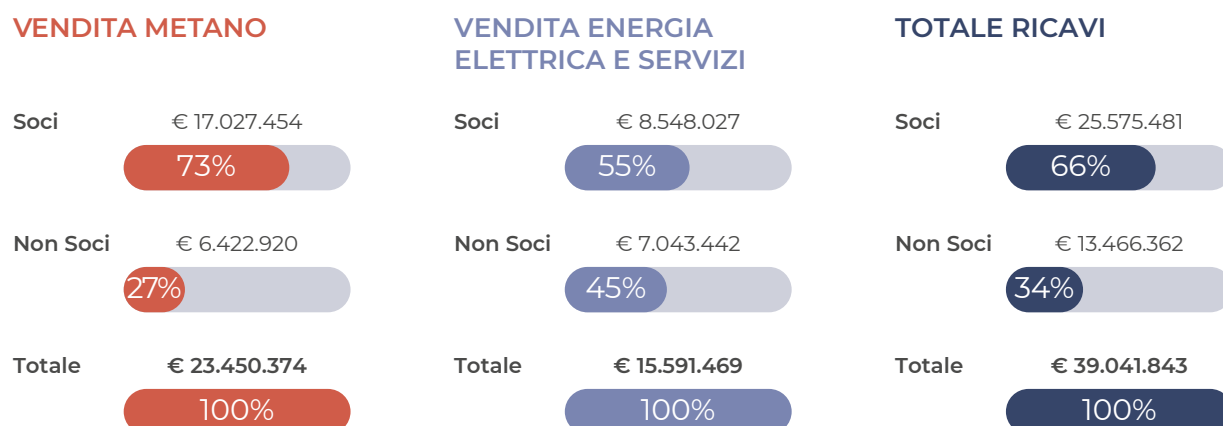 VENDITA METANO
Soci € 17.027.454
73%
Non Soci € 6.422.920
27%
Totale € 23.450.374
100%
VENDITA ENERGIA
ELETTRICA E SERVIZI
Soci € 8.548.027
55%
Non Soci € 7.043.442
45%
Totale € 15.591.469
100%
TOTALE RICAVI
Soci € 25.575.481
66%
Non Soci € 13.466.362
34%
Totale € 39.041.843
100%